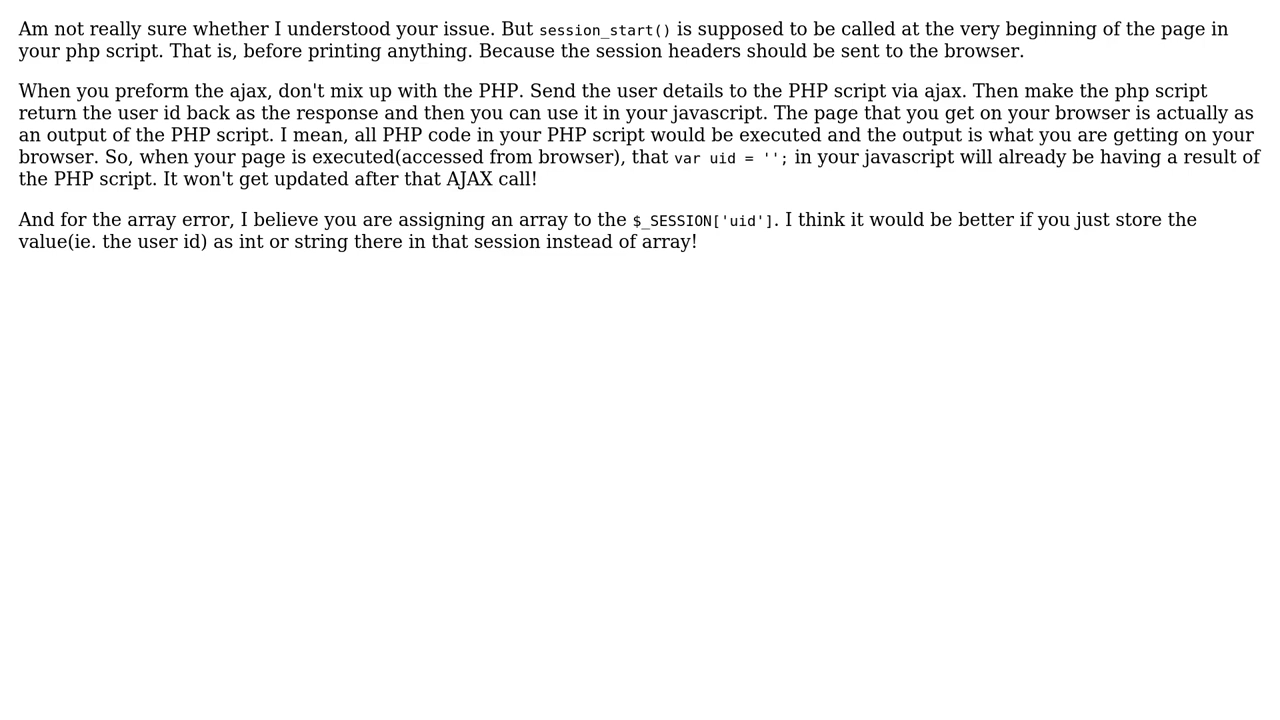 Am not really sure whether I understood your issue. But session_start() is supposed to be called at the very beginning of the page in
your php script. That is, before printing anything. Because the session headers should be sent to the browser.
When you preform the ajax, don't mix up with the PHP. Send the user details to the PHP script via ajax. Then make the php script
return the user id back as the response and then you can use it in your javascript. The page that you get on your browser is actually as
an output of the PHP script. I mean, all PHP code in your PHP script would be executed and the output is what you are getting on your
browser. So, when your page is executed(accessed from browser), that var uid = ''; in your javascript will already be having a result of
the PHP script. It won't get updated after that AJAX call!
And for the array error, I believe you are assigning an array to the $_SESSION['uid']. I think it would be better if you just store the
value(ie. the user id) as int or string there in that session instead of array!